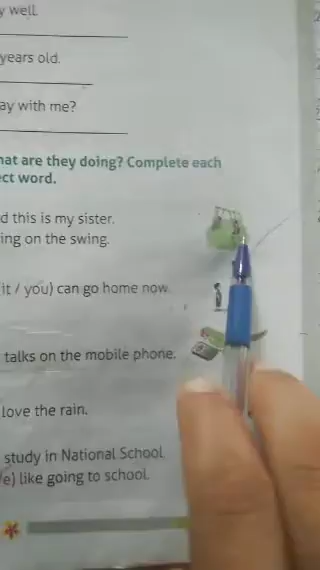 y well.
years old.
ay with me?
hat are they doing? Complete each
ect word.
d this is my sister.
ing on the swing.
it / you) can go home now.
talks on the mobile phone.
love the rain.
study in National School.
e) like going to school.